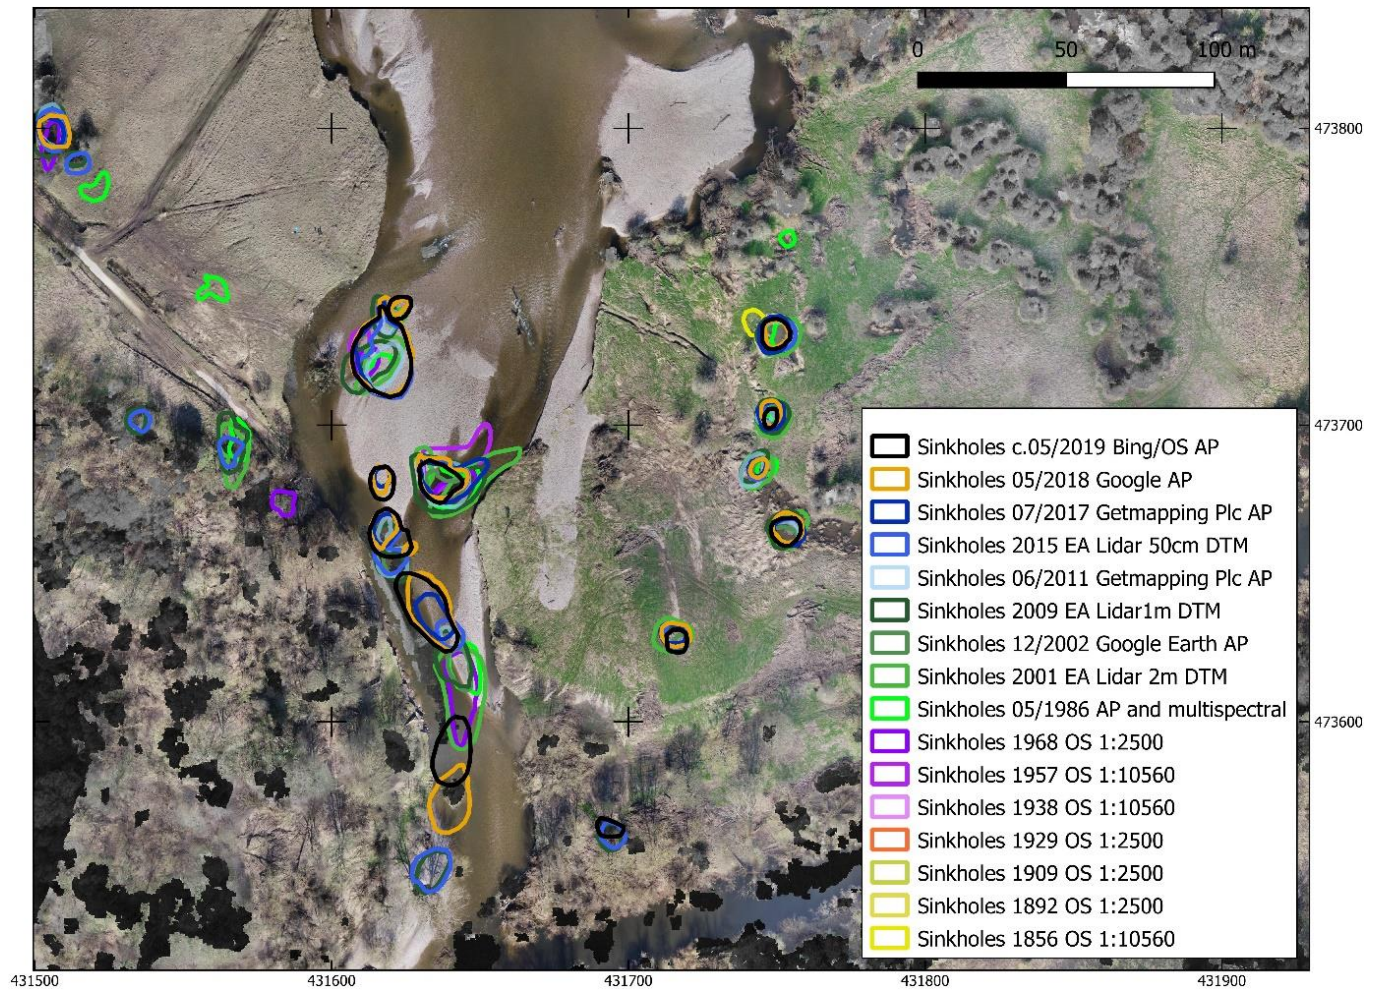 0 50 100 m
473800
473700
Sinkholes c.05/2019 Bing/OS AP
Sinkholes 05/2018 Google AP
Sinkholes 07/2017 Getmapping Plc AP
Sinkholes 2015 EA Lidar 50cm DTM
Sinkholes 06/2011 Getmapping Plc AP
Sinkholes 2009 EA Lidar1m DTM
Sinkholes 12/2002 Google Earth AP
Sinkholes 2001 EA Lidar 2m DTM
Sinkholes 05/1986 AP and multispectral
473600
Sinkholes 1968 OS 1:2500
Sinkholes 1957 OS 1:10560
Sinkholes 1938 OS 1:10560
Sinkholes 1929 OS 1:2500
Sinkholes 1909 OS 1:2500
Sinkholes 1892 OS 1:2500
Sinkholes 1856 OS 1:10560
431500 431600 431700 431800 431900